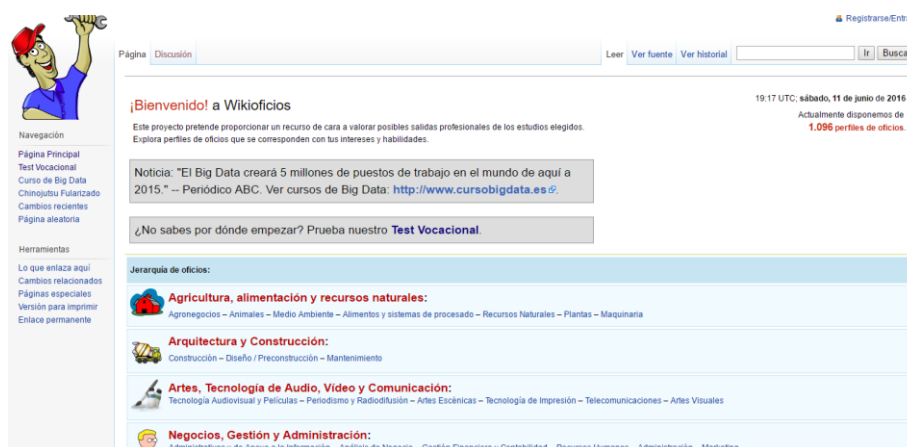 Registrarse/Entr
Página Discusión
Leer Ver fuente Ver historial
Ir Busca
¡Bienvenido! a Wikioficios
Este proyecto pretende proporcionar un recurso de cara a valorar posibles salidas profesionales de los estudios elegidos.
Explora perfiles de oficios que se corresponden con tus intereses y habilidades.
19:17 UTC; sábado, 11 de junio de 2016
Actualmente disponemos de
1.096 perfiles de oficios.
Noticia: "El Big Data creará 5 millones de puestos de trabajo en el mundo de aquí a
2015." -- Periódico ABC. Ver cursos de Big Data: http://www.cursobigdata.es
¿No sabes por dónde empezar? Prueba nuestro Test Vocacional.
Navegación
Página Principal
Test Vocacional
Curso de Big Data
Chinojutsu Fularizado
Cambios recientes
Página aleatoria
Herramientas
Lo que enlaza aquí
Cambios relacionados
Páginas especiales
Versión para imprimir
Enlace permanente
Jerarquía de oficios:
Agricultura, alimentación y recursos naturales:
Agronegocios – Animales – Medio Ambiente – Alimentos y sistemas de procesado – Recursos Naturales – Plantas – Maquinaria
Arquitectura y Construcción:
Construcción – Diseño / Preconstrucción – Mantenimiento
Artes, Tecnología de Audio, Vídeo y Comunicación:
Tecnología Audiovisual y Películas – Periodismo y Radiodifusión – Artes Escénicas – Tecnología de Impresión – Telecomunicaciones – Artes Visuales
Negocios, Gestión y Administración: